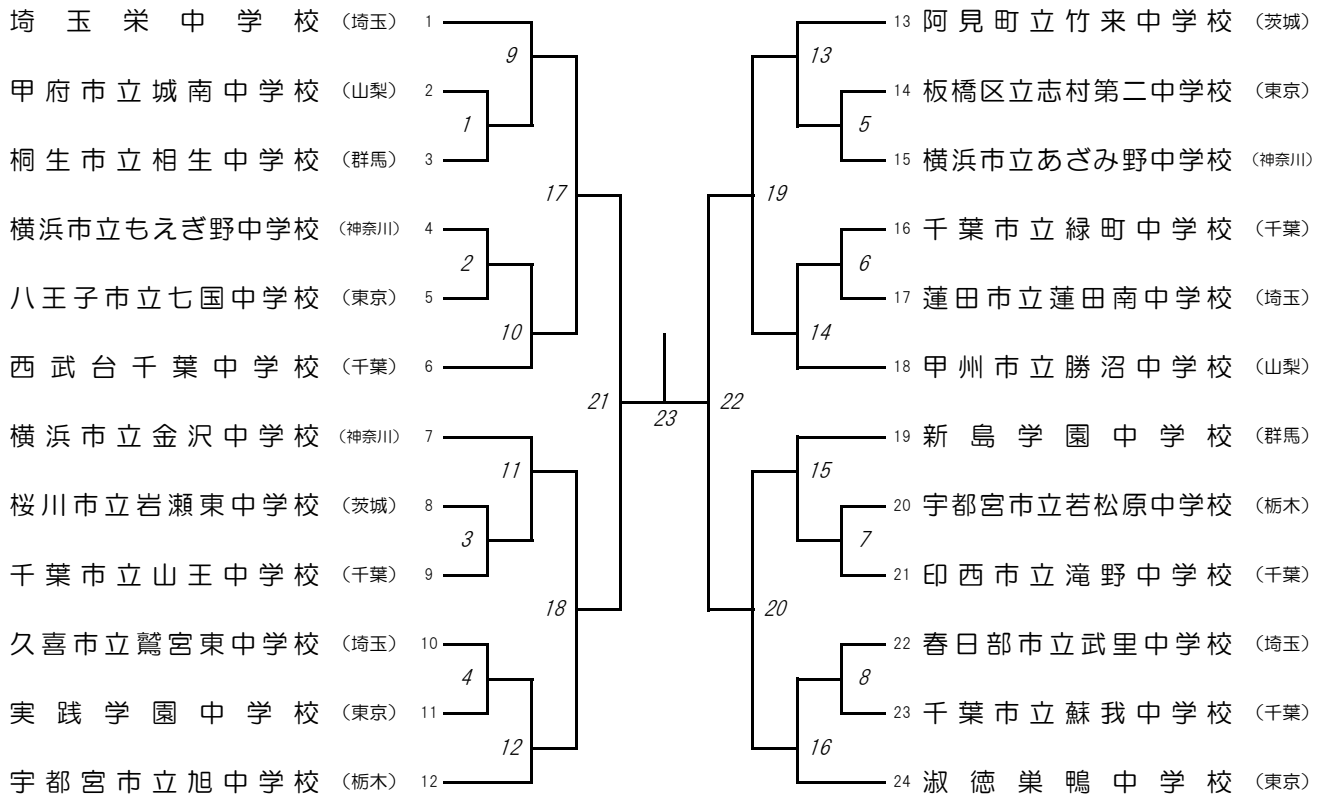 埼玉栄中学校 （埼玉） 1
甲府市立城南中学校 （山梨） 2
桐生市立相生中学校 （群馬） 3
横浜市立もえぎ野中学校 （神奈川） 4
八王子市立七国中学校 （東京） 5
西武台千葉中学校 （千葉） 6
横浜市立金沢中学校 （神奈川） 7
桜川市立岩瀬東中学校 （茨城） 8
千葉市立山王中学校 （千葉） 9
久喜市立鷲宮東中学校 （埼玉） 10
実践学園中学校 （東京） 11
宇都宮市立旭中学校 （栃木） 12
9
1
17
2
10
21
11
3
18
4
12
23
13
5
19
6
14
22
15
7
20
8
16
13 阿見町立竹来中学校 （茨城）
14 板橋区立志村第二中学校 （東京）
15 横浜市立あざみ野中学校 （神奈川）
16 千葉市立緑町中学校 （千葉）
17 蓮田市立蓮田南中学校 （埼玉）
18 甲州市立勝沼中学校 （山梨）
19 新島学園中学校 （群馬）
20 宇都宮市立若松原中学校 （栃木）
21 印西市立滝野中学校 （千葉）
22 春日部市立武里中学校 （埼玉）
23 千葉市立蘇我中学校 （千葉）
24 淑徳巣鴨中学校 （東京）